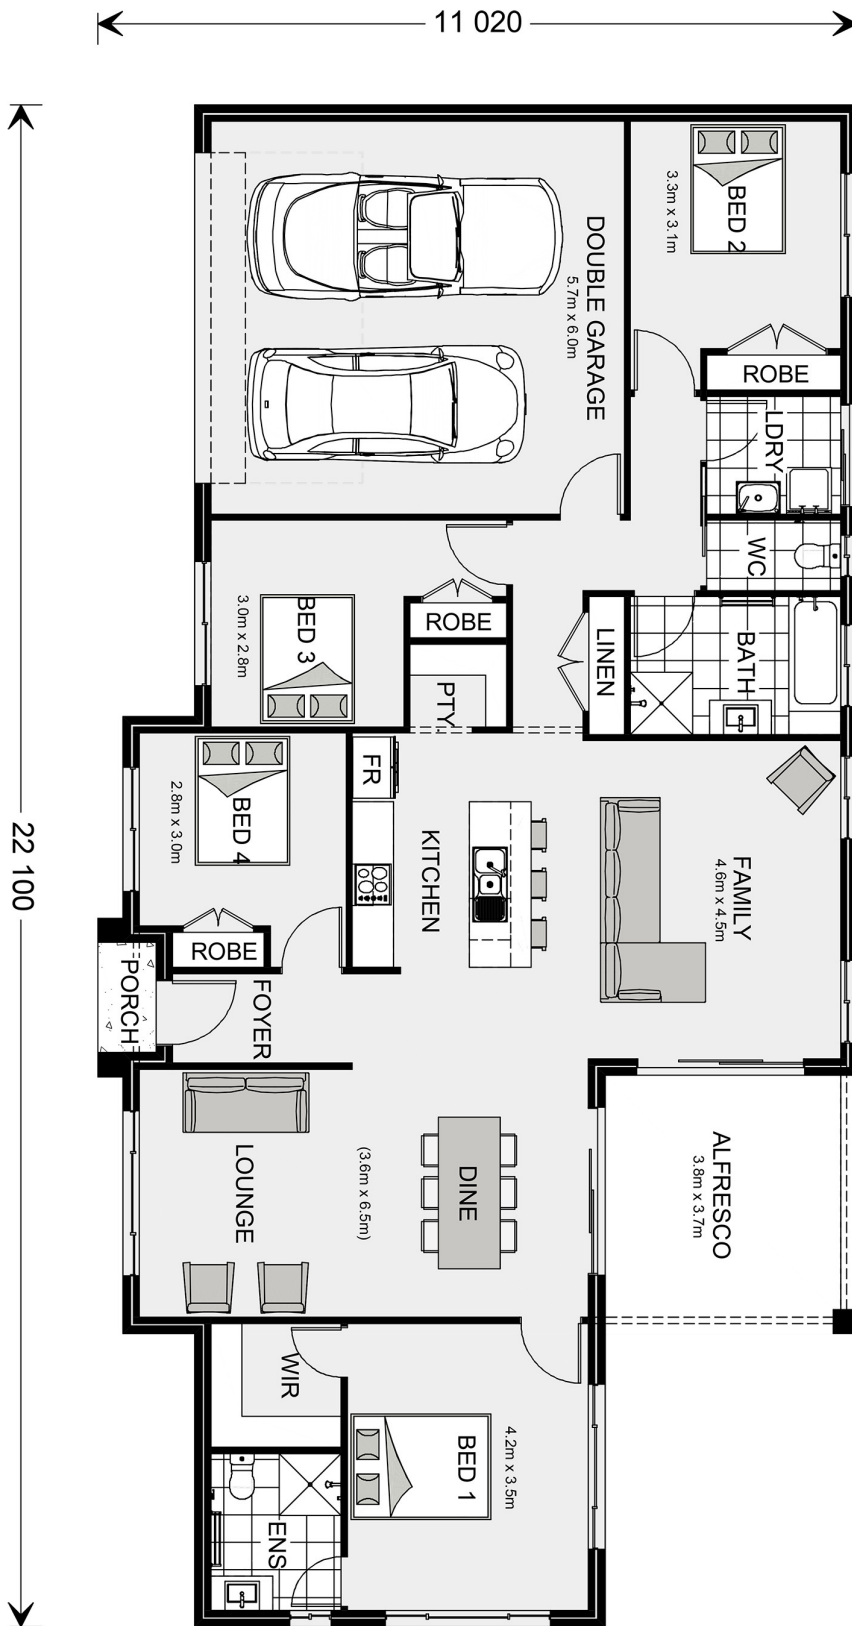 11 020
22 100
BED 2
3.3m x 3.1m
DOUBLE GARAGE
5.7m x 6.0m
ROBE
LDRY
WC
BATH
LINEN
BED 3
3.0m x 2.8m
ROBE
PTY
FR
BED 4
2.8m x 3.0m
KITCHEN
FAMILY
4.6m x 4.5m
ROBE
PORCH
FOYER
LOUNGE
(3.6m x 6.5m)
DINE
ALFRESCO
3.8m x 3.7m
WIR
BED 1
4.2m x 3.5m
ENS